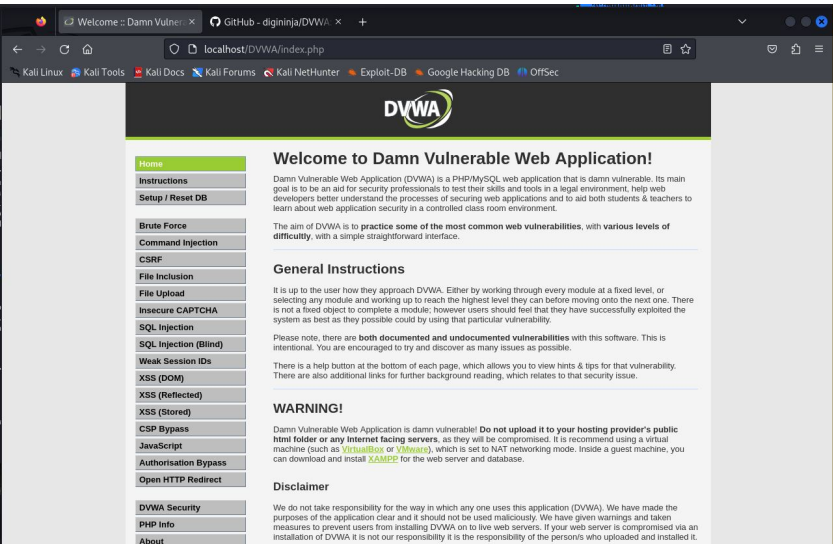 Welcome :: Damn Vulnera
GitHub - digininja/DVWA:
localhost/DVWA/index.php
Kali Linux Kali Tools Kali Docs Kali Forums Kali NetHunter Exploit-DB Google Hacking DB OffSec
DVWA
Home
Instructions
Setup / Reset DB
Brute Force
Command Injection
CSRF
File Inclusion
File Upload
Insecure CAPTCHA
SQL Injection
SQL Injection (Blind)
Weak Session IDs
XSS (DOM)
XSS (Reflected)
XSS (Stored)
CSP Bypass
JavaScript
Authorisation Bypass
Open HTTP Redirect
DVWA Security
PHP Info
About
Welcome to Damn Vulnerable Web Application!
Damn Vulnerable Web Application (DVWA) is a PHP/MySQL web application that is damn vulnerable. Its main
goal is to be an aid for security professionals to test their skills and tools in a legal environment, help web
developers better understand the processes of securing web applications and to aid both students & teachers to
learn about web application security in a controlled class room environment.
The aim of DVWA is to practice some of the most common web vulnerabilities, with various levels of
difficultly, with a simple straightforward interface.
General Instructions
It is up to the user how they approach DVWA. Either by working through every module at a fixed level, or
selecting any module and working up to reach the highest level they can before moving onto the next one. There
is not a fixed object to complete a module; however users should feel that they have successfully exploited the
system as best as they possible could by using that particular vulnerability.
Please note, there are both documented and undocumented vulnerabilities with this software. This is
intentional. You are encouraged to try and discover as many issues as possible.
There is a help button at the bottom of each page, which allows you to view hints & tips for that vulnerability.
There are also additional links for further background reading, which relates to that security issue.
WARNING!
Damn Vulnerable Web Application is damn vulnerable! Do not upload it to your hosting provider's public
html folder or any Internet facing servers, as they will be compromised. It is recommend using a virtual
machine (such as VirtualBox or VMware), which is set to NAT networking mode. Inside a guest machine, you
can download and install XAMPP for the web server and database.
Disclaimer
We do not take responsibility for the way in which any one uses this application (DVWA). We have made the
purposes of the application clear and it should not be used maliciously. We have given warnings and taken
measures to prevent users from installing DVWA on to live web servers. If your web server is compromised via an
installation of DVWA it is not our responsibility it is the responsibility of the person/s who uploaded and installed it.